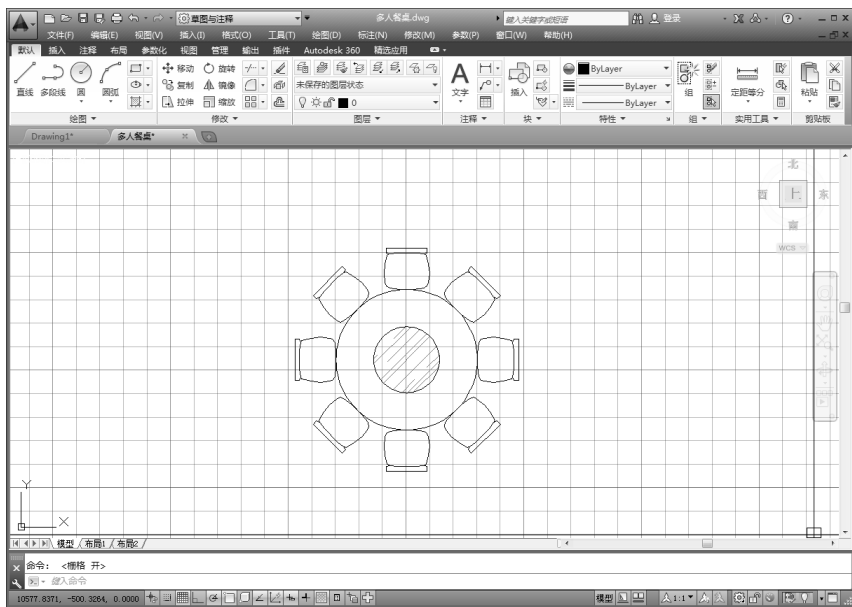 草图与注释 多人餐桌.dwg 键入关键字或短语 登录
文件(F) 编辑(E) 视图(V) 插入(I) 格式(O) 工具(T) 绘图(D) 标注(N) 修改(M) 参数(P) 窗口(W) 帮助(H)
默认 插入 注释 布局 参数化 视图 管理 输出 插件 Autodesk 360 精选应用
直线 多段线 圆 圆弧 移动 旋转 文字 插入 ByLayer 组 定距等分 粘贴
复制 镜像 未保存的图层状态 ByLayer
拉伸 缩放 0 ByLayer
绘图 修改 图层 注释 块 特性 组 实用工具 剪贴板
Drawing1* 多人餐桌*
北
西 上 东
南
WCS
Y
X
模型 布局1 布局2
命令: <栅格 开>
键入命令
10577.8371, -500.3264, 0.0000 模型 1:1